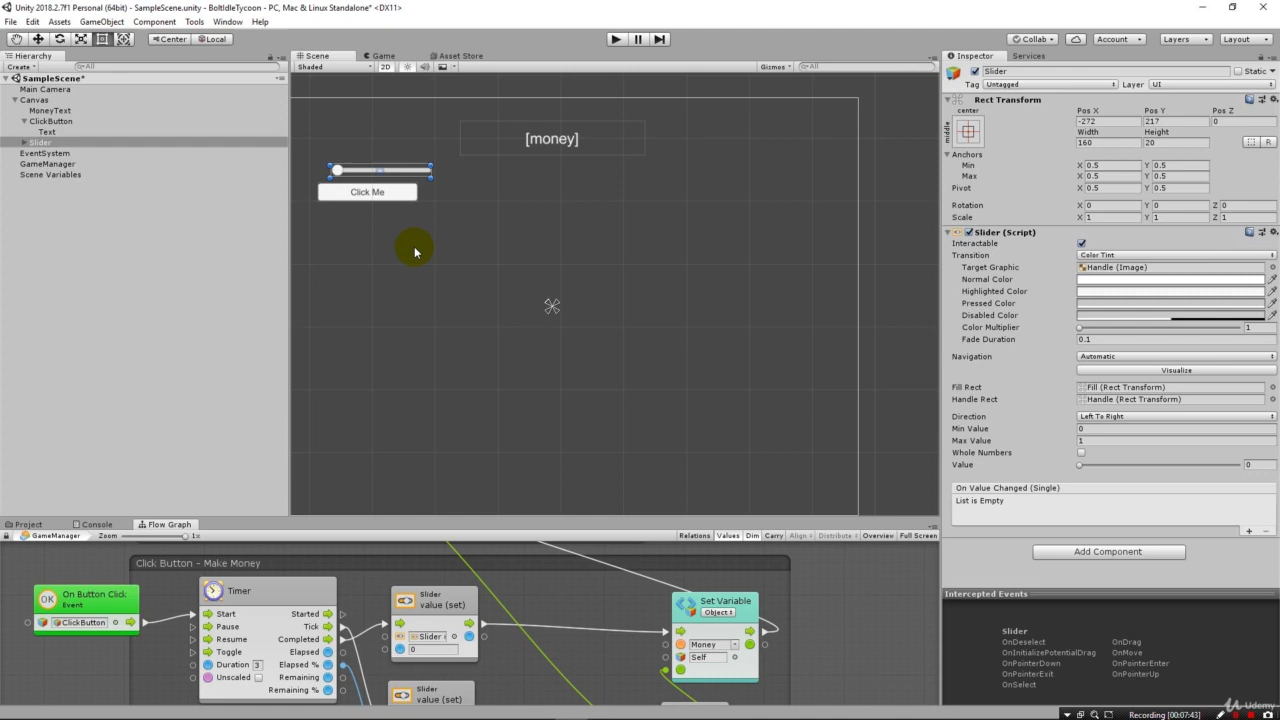 Unity 2018.2.7f1 Personal (64bit) - SampleScene.unity - BoltIdleTycoon - PC, Mac & Linux Standalone* <DX11>
File Edit Assets GameObject Component Tools Window Help
Center Local Collab Account Layers Layout
Hierarchy Scene Game Asset Store Inspector Services
Create All Shaded 2D Gizmos All
Slider Static
SampleScene*
Main Camera
Canvas
MoneyText
ClickButton
Text
Slider
EventSystem
GameManager
Scene Variables
[money]
Click Me
Tag Untagged Layer UI
Rect Transform
center Pos X Pos Y Pos Z
middle -272 217 0
Width Height
160 20 R
Anchors
Min X 0.5 Y 0.5
Max X 0.5 Y 0.5
Pivot X 0.5 Y 0.5
Rotation X 0 Y 0 Z 0
Scale X 1 Y 1 Z 1
Slider (Script)
Interactable
Transition Color Tint
Target Graphic Handle (Image)
Normal Color
Highlighted Color
Pressed Color
Disabled Color
Color Multiplier 1
Fade Duration 0.1
Navigation Automatic
Visualize
Fill Rect Fill (Rect Transform)
Handle Rect Handle (Rect Transform)
Direction Left To Right
Min Value 0
Max Value 1
Whole Numbers
Value 0
On Value Changed (Single)
List is Empty
Add Component
Intercepted Events
Slider
OnDeselect OnDrag
OnInitializePotentialDrag OnMove
OnPointerDown OnPointerEnter
OnPointerExit OnPointerUp
OnSelect
Project Console Flow Graph
GameManager Zoom 1x Relations Values Dim Carry Align Distribute Overview Full Screen
Click Button - Make Money
On Button Click
Event
ClickButton
Timer
Start Started
Pause Tick
Resume Completed
Toggle Elapsed
Duration 3 Elapsed %
Unscaled Remaining
Remaining %
Slider
value (set)
Slider
0
Slider
value (set)
Set Variable
Object
Money
Self
Udemy
Recording [00:07:43]